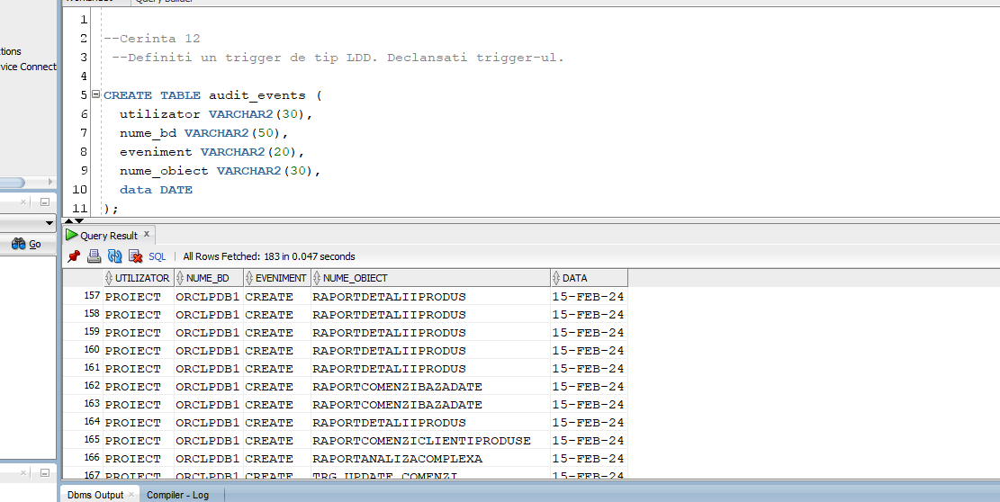 Query Builder
1
2 --Cerinta 12
3 --Definiti un trigger de tip LDD. Declansati trigger-ul.
4
5 CREATE TABLE audit_events (
6 utilizator VARCHAR2(30),
7 nume_bd VARCHAR2(50),
8 eveniment VARCHAR2(20),
9 nume_obiect VARCHAR2(30),
10 data DATE
11 );
tions
vice Connect
Go
Query Result x
SQL | All Rows Fetched: 183 in 0.047 seconds
UTILIZATOR NUME_BD EVENIMENT NUME_OBIECT DATA
157 PROIECT ORCLPDB1 CREATE RAPORTDETALIIPRODUS 15-FEB-24
158 PROIECT ORCLPDB1 CREATE RAPORTDETALIIPRODUS 15-FEB-24
159 PROIECT ORCLPDB1 CREATE RAPORTDETALIIPRODUS 15-FEB-24
160 PROIECT ORCLPDB1 CREATE RAPORTDETALIIPRODUS 15-FEB-24
161 PROIECT ORCLPDB1 CREATE RAPORTDETALIIPRODUS 15-FEB-24
162 PROIECT ORCLPDB1 CREATE RAPORTCOMENZIBAZADATE 15-FEB-24
163 PROIECT ORCLPDB1 CREATE RAPORTCOMENZIBAZADATE 15-FEB-24
164 PROIECT ORCLPDB1 CREATE RAPORTDETALIIPRODUS 15-FEB-24
165 PROIECT ORCLPDB1 CREATE RAPORTCOMENZICLIENTIPRODUSE 15-FEB-24
166 PROIECT ORCLPDB1 CREATE RAPORTANALIZACOMPLEXA 15-FEB-24
167 PROIECT ORCLPDB1 CREATE TRG_UPDATE_COMENZI 15-FEB-24
Dbms Output x Compiler - Log